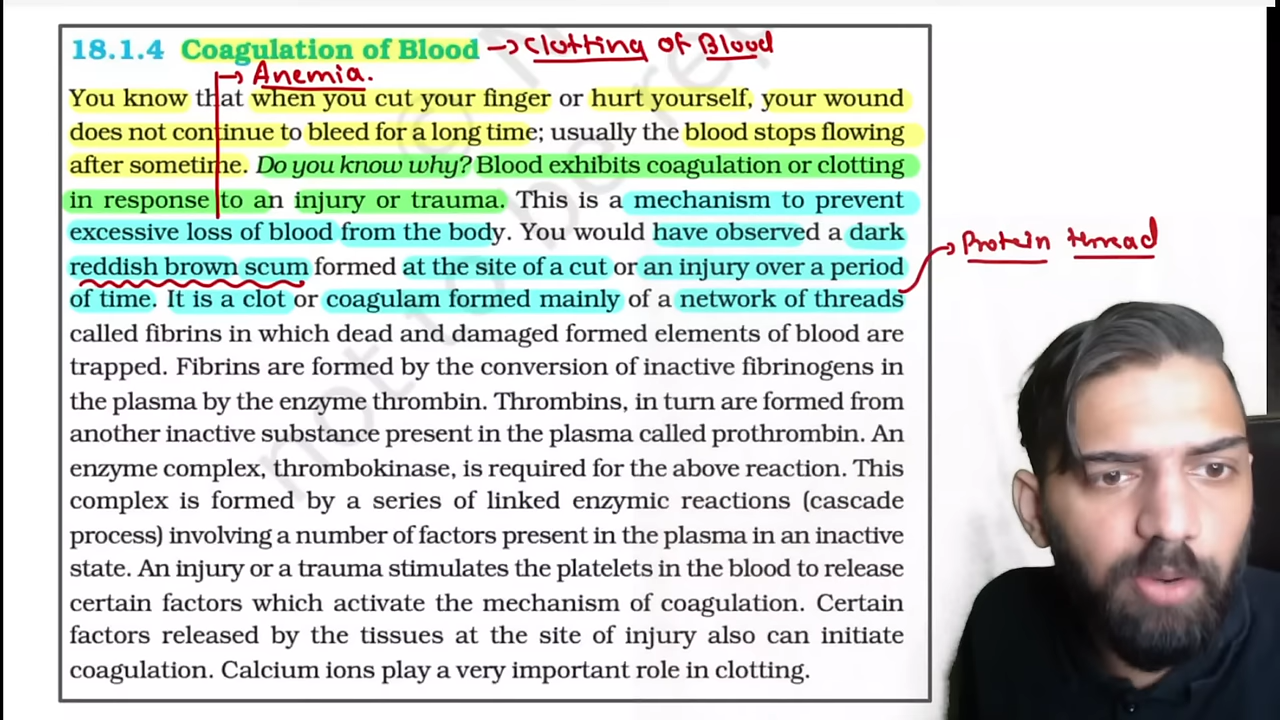 18.1.4 Coagulation of Blood → Clotting of Blood
→ Anemia.
You know that when you cut your finger or hurt yourself, your wound
does not continue to bleed for a long time; usually the blood stops flowing
after sometime. Do you know why? Blood exhibits coagulation or clotting
in response to an injury or trauma. This is a mechanism to prevent
excessive loss of blood from the body. You would have observed a dark
reddish brown scum formed at the site of a cut or an injury over a period
→ Protein thread
of time. It is a clot or coagulam formed mainly of a network of threads
called fibrins in which dead and damaged formed elements of blood are
trapped. Fibrins are formed by the conversion of inactive fibrinogens in
the plasma by the enzyme thrombin. Thrombins, in turn are formed from
another inactive substance present in the plasma called prothrombin. An
enzyme complex, thrombokinase, is required for the above reaction. This
complex is formed by a series of linked enzymic reactions (cascade
process) involving a number of factors present in the plasma in an inactive
state. An injury or a trauma stimulates the platelets in the blood to release
certain factors which activate the mechanism of coagulation. Certain
factors released by the tissues at the site of injury also can initiate
coagulation. Calcium ions play a very important role in clotting.